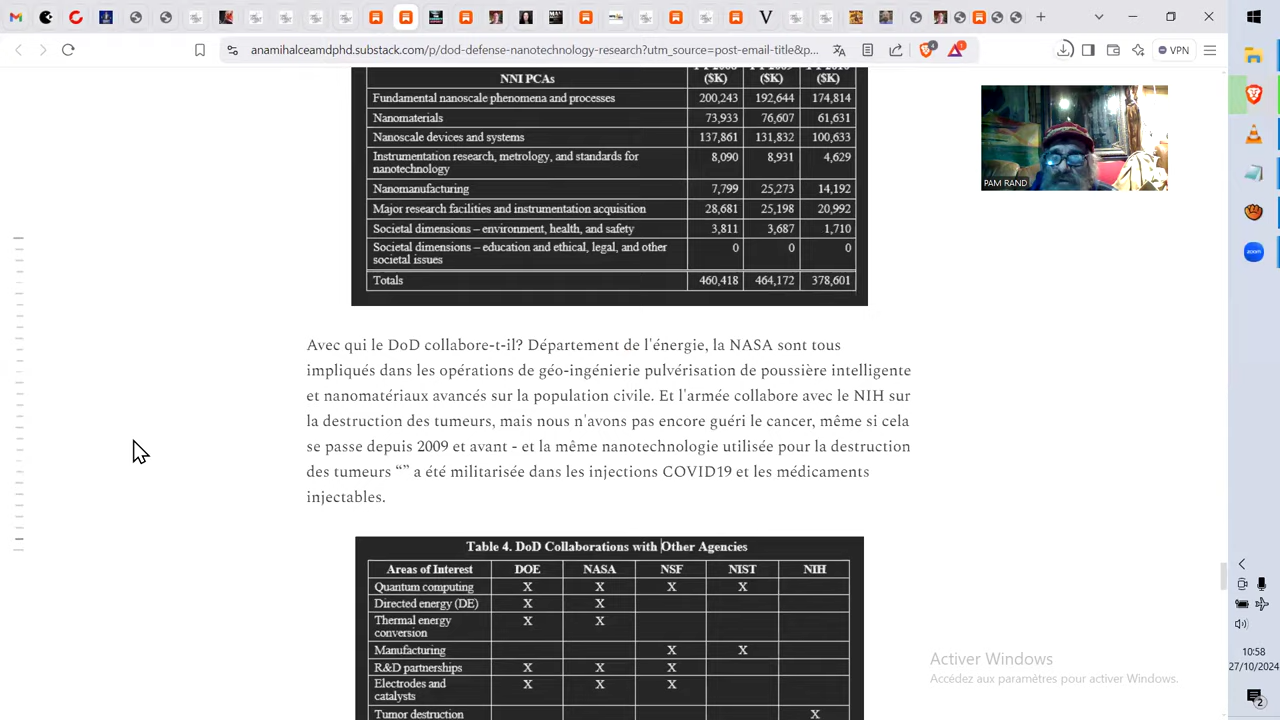 anamihalceamdphd.substack.com/p/dod-defense-nanotechnology-research?utm_source=post-email-title&p...
4
1
VPN
NNI PCAs ($K) ($K) ($K)
Fundamental nanoscale phenomena and processes 200,243 192,644 174,814
Nanomaterials 73,933 76,607 61,631
Nanoscale devices and systems 137,861 131,832 100,633
Instrumentation research, metrology, and standards for
nanotechnology 8,090 8,931 4,629
Nanomanufacturing 7,799 25,273 14,192
Major research facilities and instrumentation acquisition 28,681 25,198 20,992
Societal dimensions – environment, health, and safety 3,811 3,687 1,710
Societal dimensions – education and ethical, legal, and other
societal issues 0 0 0
Totals 460,418 464,172 378,601
PAM RAND
Avec qui le DoD collabore-t-il? Département de l'énergie, la NASA sont tous
impliqués dans les opérations de géo-ingénierie pulvérisation de poussière intelligente
et nanomatériaux avancés sur la population civile. Et l'armée collabore avec le NIH sur
la destruction des tumeurs, mais nous n'avons pas encore guéri le cancer, même si cela
se passe depuis 2009 et avant - et la même nanotechnologie utilisée pour la destruction
des tumeurs “” a été militarisée dans les injections COVID19 et les médicaments
injectables.
Table 4. DoD Collaborations with Other Agencies
Areas of Interest DOE NASA NSF NIST NIH
Quantum computing X X X X
Directed energy (DE) X X
Thermal energy
conversion X X
Manufacturing X X
R&D partnerships X X X
Electrodes and
catalysts X X X
Tumor destruction X
Activer Windows
Accédez aux paramètres pour activer Windows.
zoom
10:58
27/10/2024
2